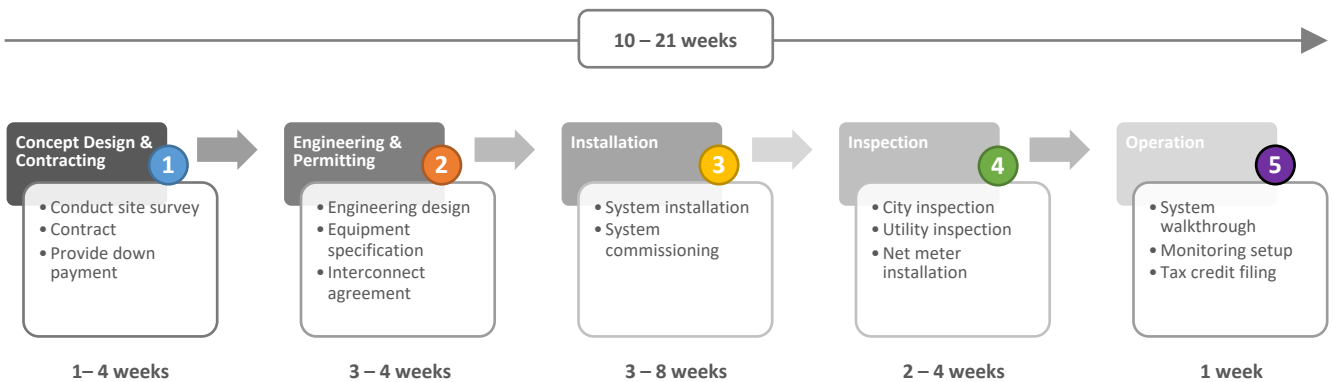 10 – 21 weeks
Concept Design &
Contracting
1
• Conduct site survey
• Contract
• Provide down
payment
1– 4 weeks
Engineering &
Permitting
2
• Engineering design
• Equipment
specification
• Interconnect
agreement
3 – 4 weeks
Installation
3
• System installation
• System
commissioning
3 – 8 weeks
Inspection
4
• City inspection
• Utility inspection
• Net meter
installation
2 – 4 weeks
Operation
5
• System
walkthrough
• Monitoring setup
• Tax credit filing
1 week